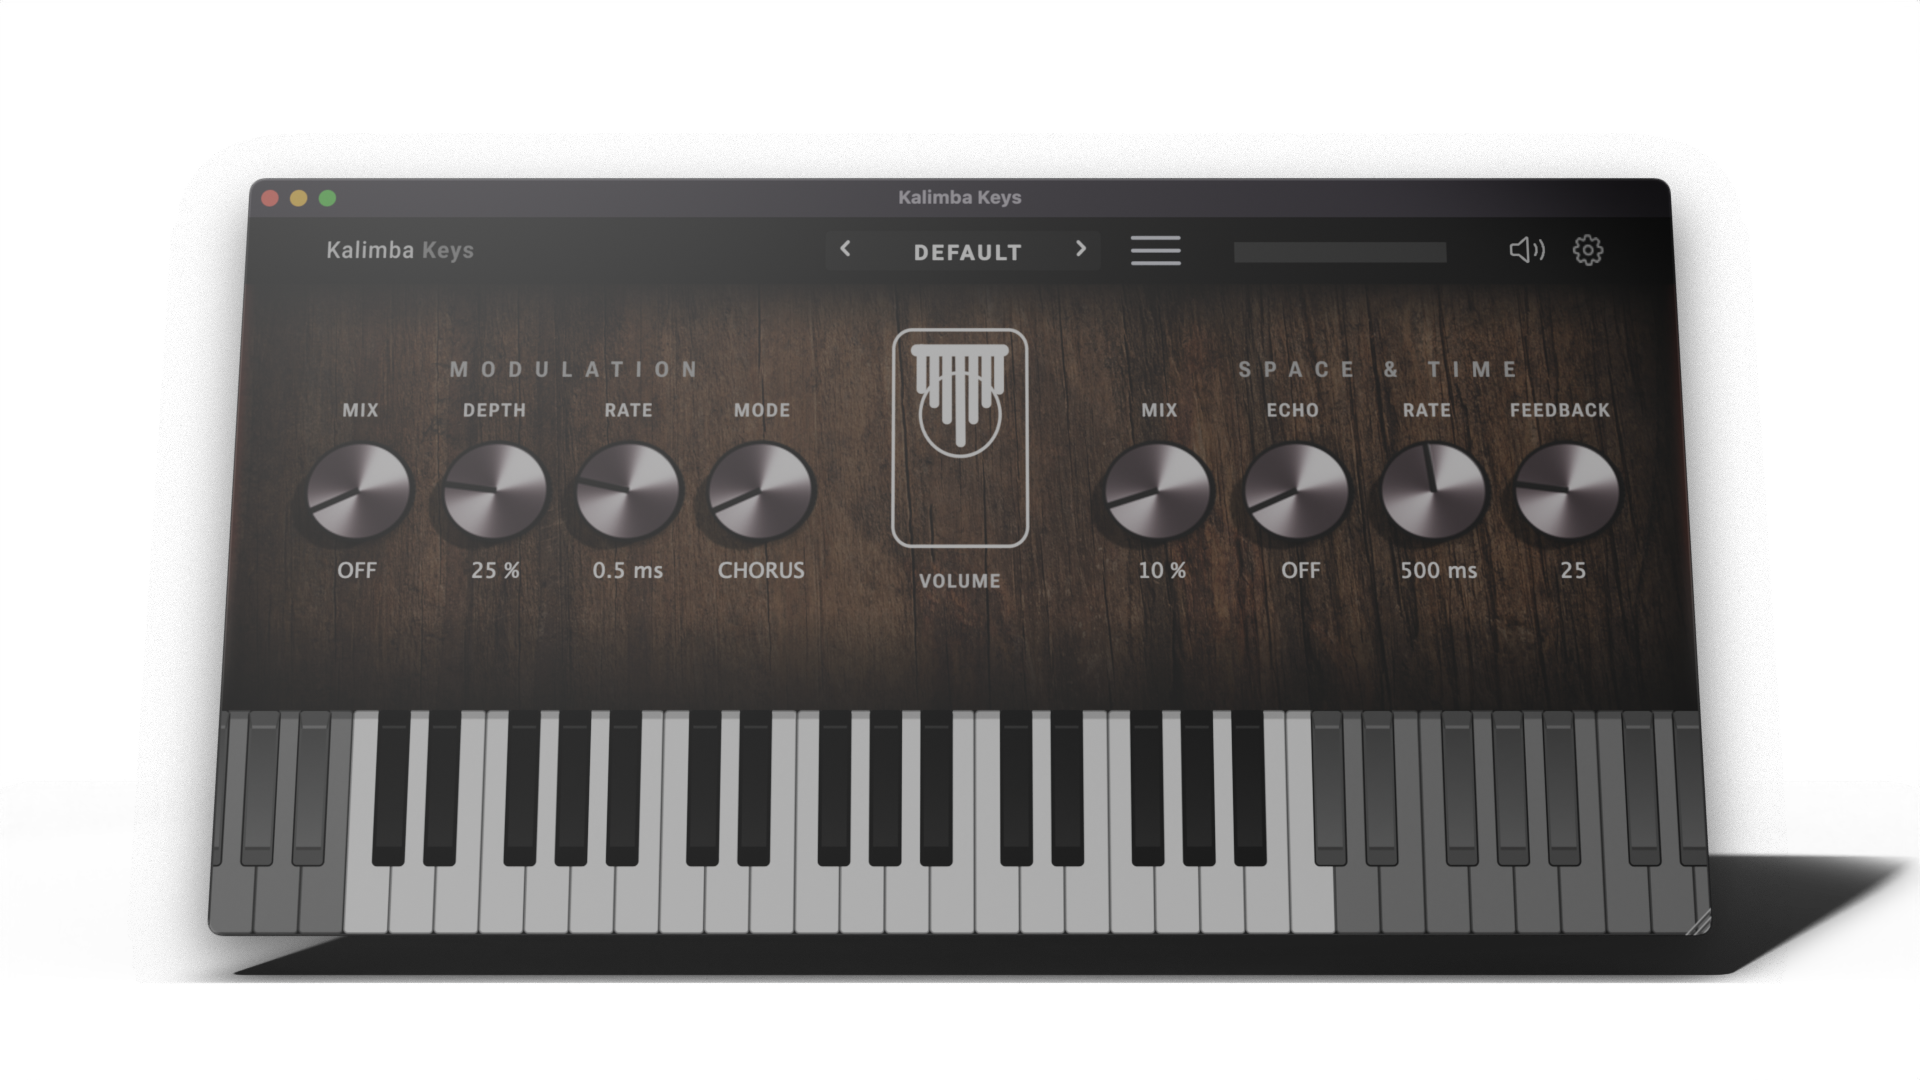 Kalimba Keys
Kalimba Keys
DEFAULT
MODULATION
MIX DEPTH RATE MODE
OFF 25 % 0.5 ms CHORUS
VOLUME
SPACE & TIME
MIX ECHO RATE FEEDBACK
10 % OFF 500 ms 25